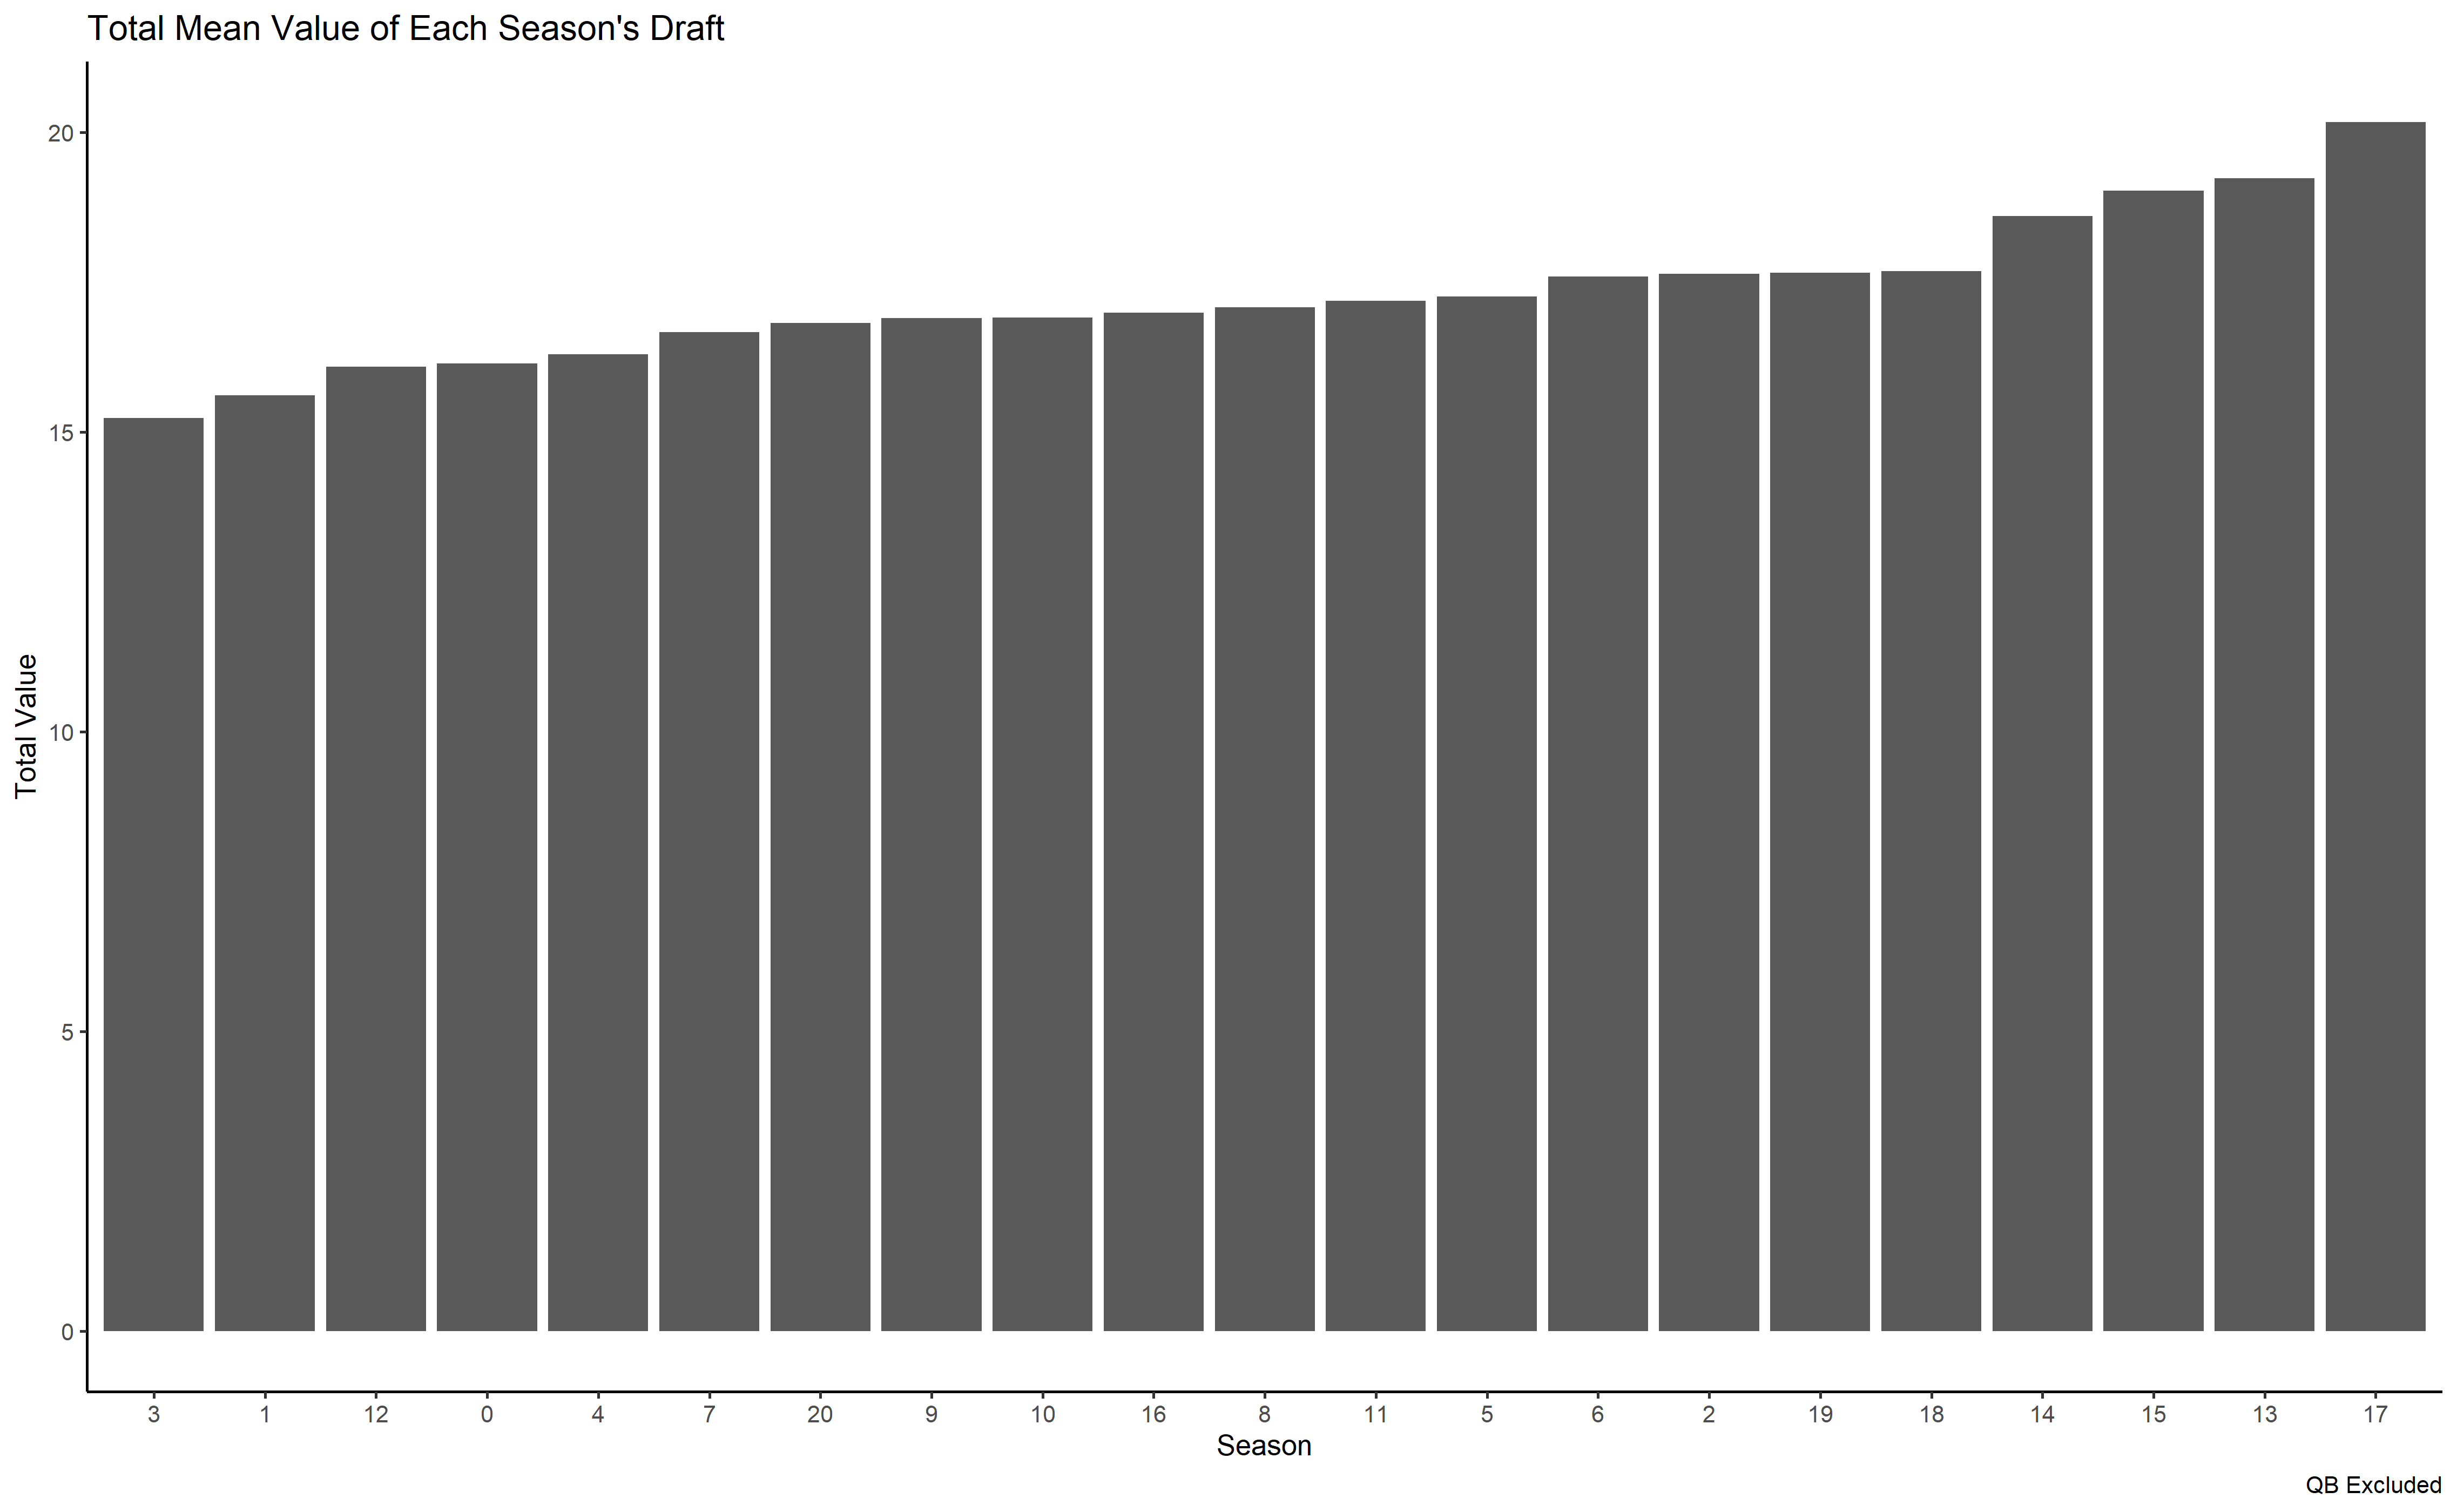 Total Mean Value of Each Season's Draft
Total Value
20
15
10
5
0
3 1 12 0 4 7 20 9 10 16 8 11 5 6 2 19 18 14 15 13 17
Season
QB Excluded